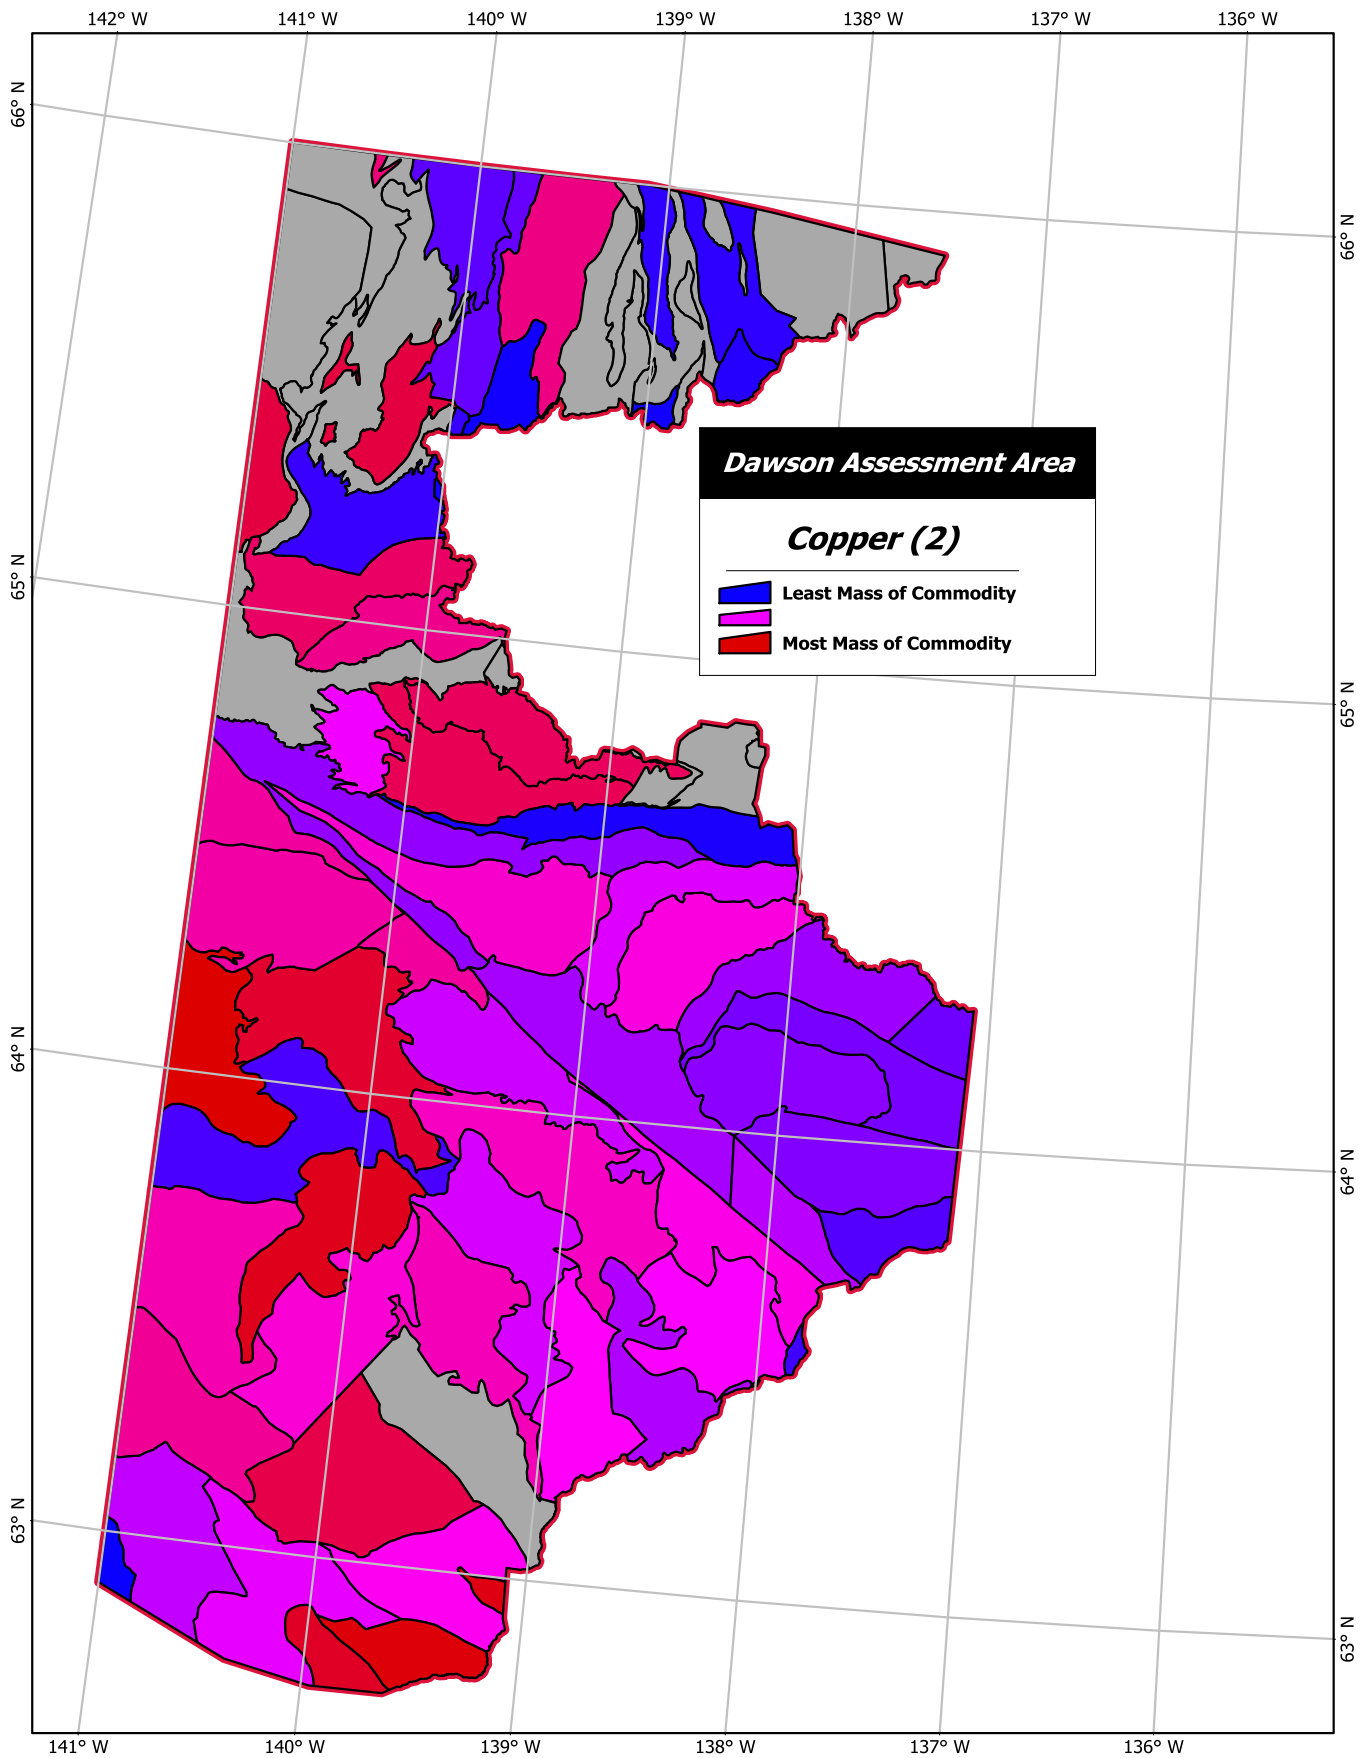 142° W 141° W 140° W 139° W 138° W 137° W 136° W
66° N
66° N
Dawson Assessment Area
Copper (2)
Least Mass of Commodity
Most Mass of Commodity
65° N
65° N
64° N
64° N
63° N
63° N
141° W 140° W 139° W 138° W 137° W 136° W